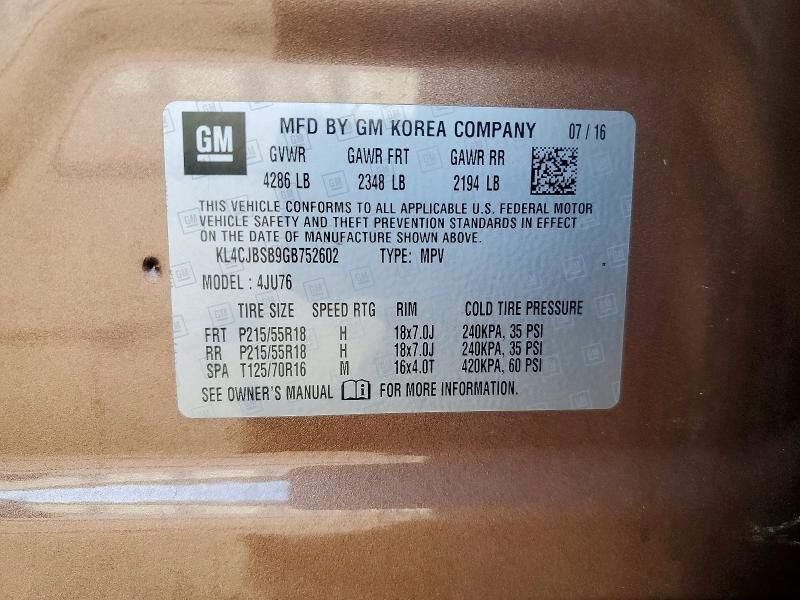 GM MFD BY GM KOREA COMPANY 07 / 16
GVWR GAWR FRT GAWR RR
4286 LB 2348 LB 2194 LB
THIS VEHICLE CONFORMS TO ALL APPLICABLE U.S. FEDERAL MOTOR
VEHICLE SAFETY AND THEFT PREVENTION STANDARDS IN EFFECT
ON THE DATE OF MANUFACTURE SHOWN ABOVE.
KL4CJBSB9GB752602 TYPE: MPV
MODEL : 4JU76
TIRE SIZE SPEED RTG RIM COLD TIRE PRESSURE
FRT P215/55R18 H 18x7.0J 240KPA, 35 PSI
RR P215/55R18 H 18x7.0J 240KPA, 35 PSI
SPA T125/70R16 M 16x4.0T 420KPA, 60 PSI
SEE OWNER'S MANUAL FOR MORE INFORMATION.